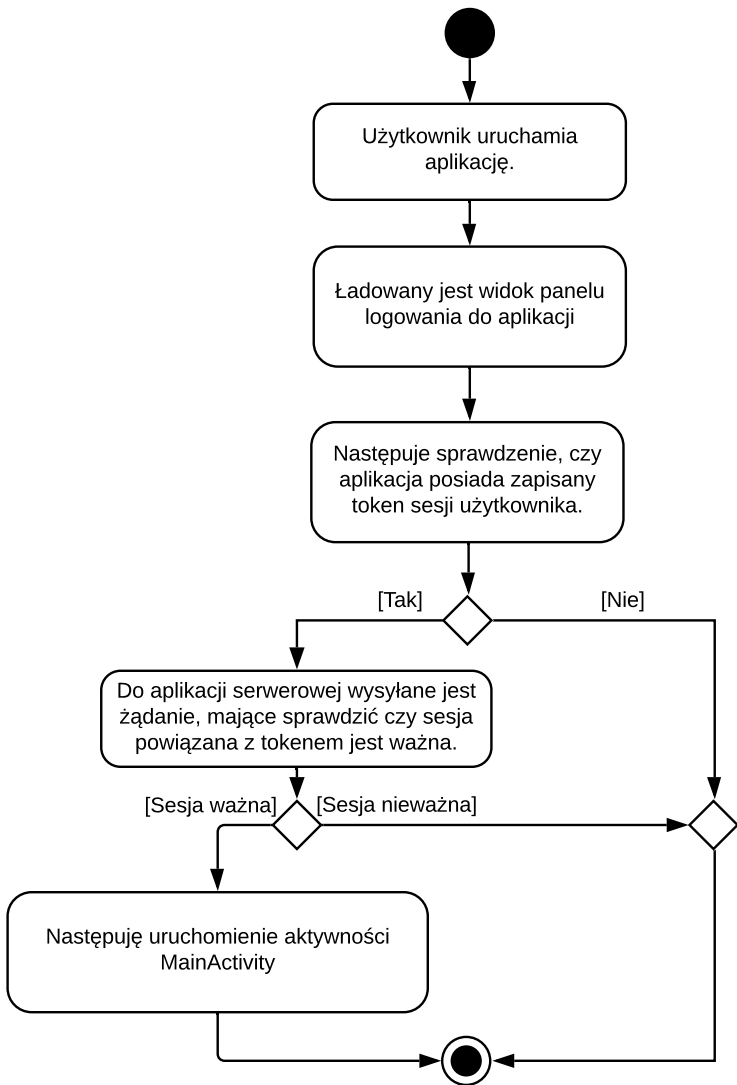 Użytkownik uruchamia
aplikację.
Ładowany jest widok panelu
logowania do aplikacji
Następuje sprawdzenie, czy
aplikacja posiada zapisany
token sesji użytkownika.
[Tak]
[Nie]
Do aplikacji serwerowej wysyłane jest
żądanie, mające sprawdzić czy sesja
powiązana z tokenem jest ważna.
[Sesja ważna]
[Sesja nieważna]
Następuję uruchomienie aktywności
MainActivity